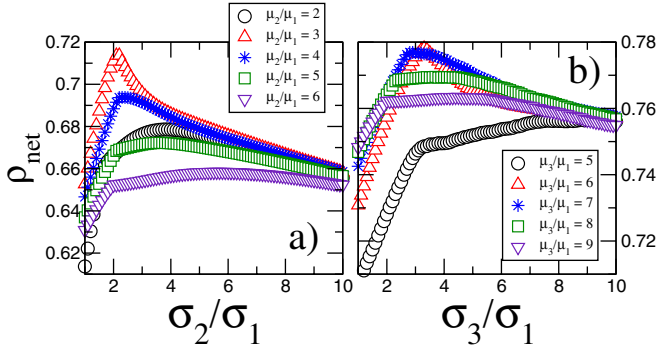 0.72
0.7
0.68
0.66
0.64
0.62
ρnet
μ2/μ1 = 2
μ2/μ1 = 3
μ2/μ1 = 4
μ2/μ1 = 5
μ2/μ1 = 6
a)
2 4 6 8 10
σ2/σ1
b)
0.78
0.76
0.74
0.72
μ3/μ1 = 5
μ3/μ1 = 6
μ3/μ1 = 7
μ3/μ1 = 8
μ3/μ1 = 9
2 4 6 8 10
σ3/σ1